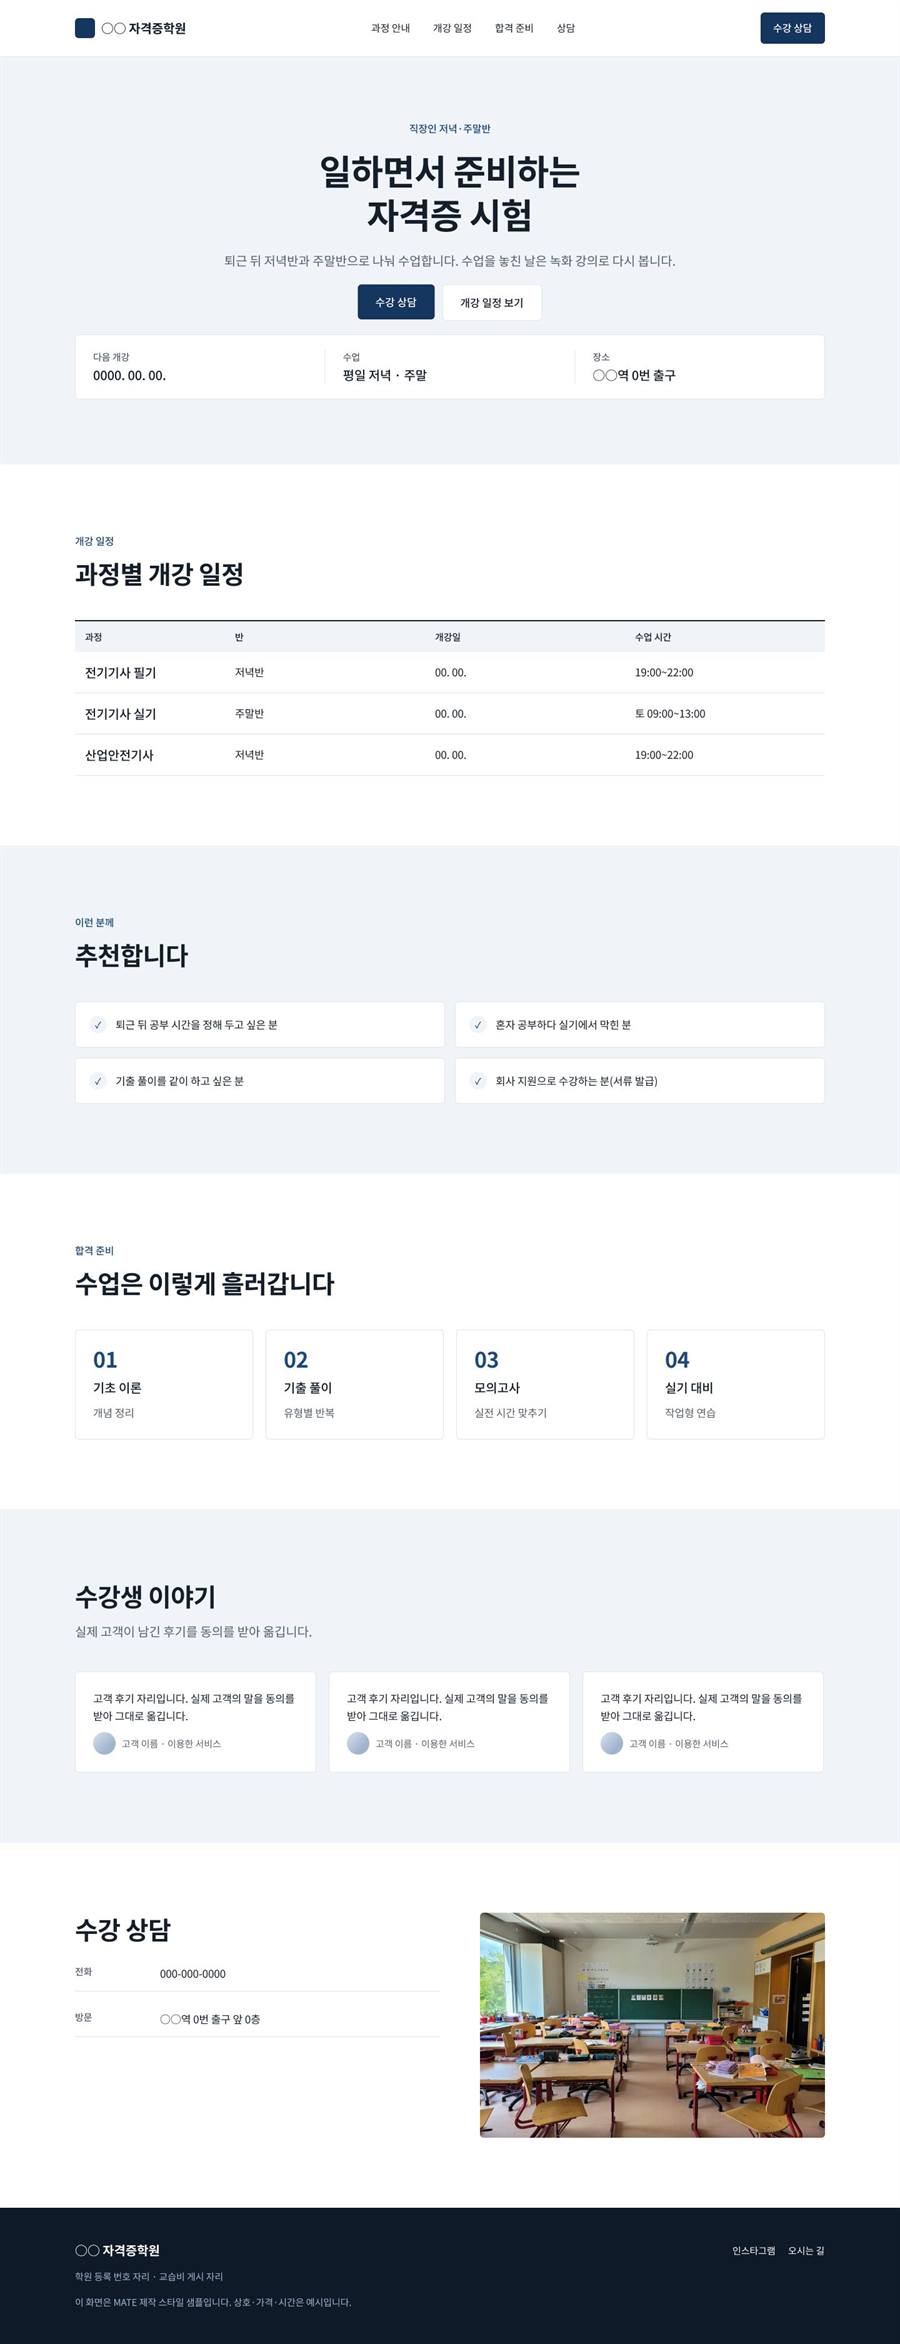 〇〇 자격증학원
과정 안내 개강 일정 합격 준비 상담
수강 상담
직장인 저녁·주말반
일하면서 준비하는
자격증 시험
퇴근 뒤 저녁반과 주말반으로 나눠 수업합니다. 수업을 놓친 날은 녹화 강의로 다시 봅니다.
수강 상담
개강 일정 보기
다음 개강
0000. 00. 00.
수업
평일 저녁 · 주말
장소
〇〇역 0번 출구
개강 일정
과정별 개강 일정
과정 반 개강일 수업 시간
전기기사 필기 저녁반 00. 00. 19:00~22:00
전기기사 실기 주말반 00. 00. 토 09:00~13:00
산업안전기사 저녁반 00. 00. 19:00~22:00
이런 분께
추천합니다
✓ 퇴근 뒤 공부 시간을 정해 두고 싶은 분
✓ 혼자 공부하다 실기에서 막힌 분
✓ 기출 풀이를 같이 하고 싶은 분
✓ 회사 지원으로 수강하는 분(서류 발급)
합격 준비
수업은 이렇게 흘러갑니다
01
기초 이론
개념 정리
02
기출 풀이
유형별 반복
03
모의고사
실전 시간 맞추기
04
실기 대비
작업형 연습
수강생 이야기
실제 고객이 남긴 후기를 동의를 받아 옮깁니다.
고객 후기 자리입니다. 실제 고객의 말을 동의를
받아 그대로 옮깁니다.
고객 이름 · 이용한 서비스
고객 후기 자리입니다. 실제 고객의 말을 동의를
받아 그대로 옮깁니다.
고객 이름 · 이용한 서비스
고객 후기 자리입니다. 실제 고객의 말을 동의를
받아 그대로 옮깁니다.
고객 이름 · 이용한 서비스
수강 상담
전화 000-000-0000
방문 〇〇역 0번 출구 앞 0층
〇〇 자격증학원
인스타그램 오시는 길
학원 등록 번호 자리 · 교습비 게시 자리
이 화면은 MATE 제작 스타일 샘플입니다. 상호·가격·시간은 예시입니다.